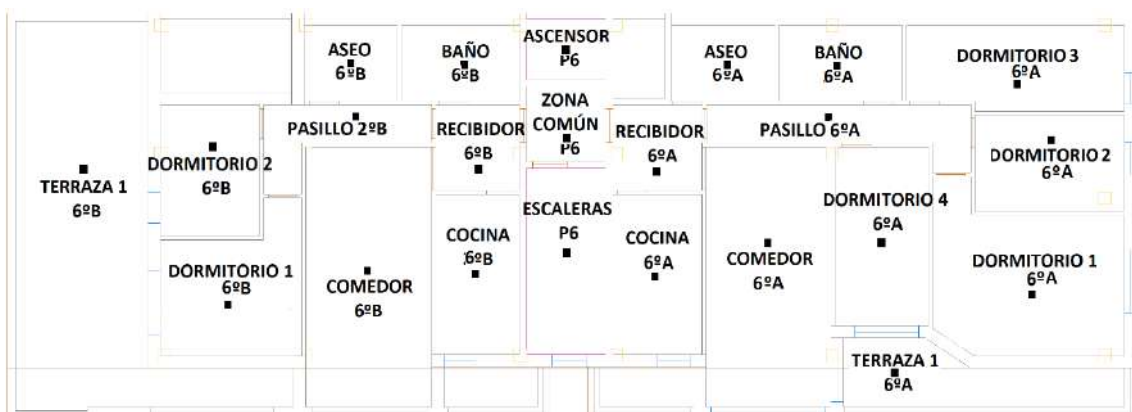 ASEO
6ºB
BAÑO
6ºB
ASCENSOR
P6
ASEO
6ºA
BAÑO
6ºA
DORMITORIO 3
6ºA
ZONA
COMÚN
P6
PASILLO 2ºB
RECIBIDOR
6ºB
RECIBIDOR
6ºA
PASILLO 6ºA
DORMITORIO 2
6ºB
DORMITORIO 2
6ºA
TERRAZA 1
6ºB
ESCALERAS
P6
DORMITORIO 4
6ºA
COCINA
6ºB
COCINA
6ºA
COMEDOR
6ºA
DORMITORIO 1
6ºB
COMEDOR
6ºB
DORMITORIO 1
6ºA
TERRAZA 1
6ºA